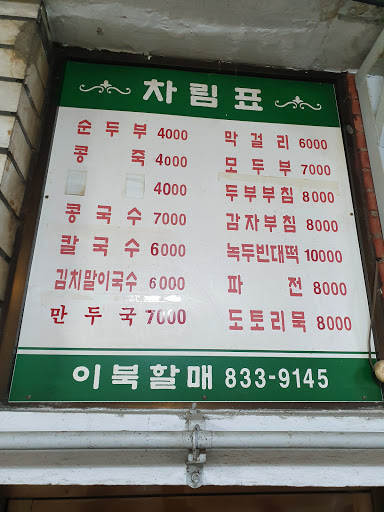 차림표
순두부 4000
콩죽 4000
4000
콩국수 7000
칼국수 6000
김치말이국수 6000
만두국 7000
막걸리 6000
모두부 7000
두부부침 8000
감자부침 8000
녹두빈대떡 10000
파전 8000
도토리묵 8000
이북할매 833-9145